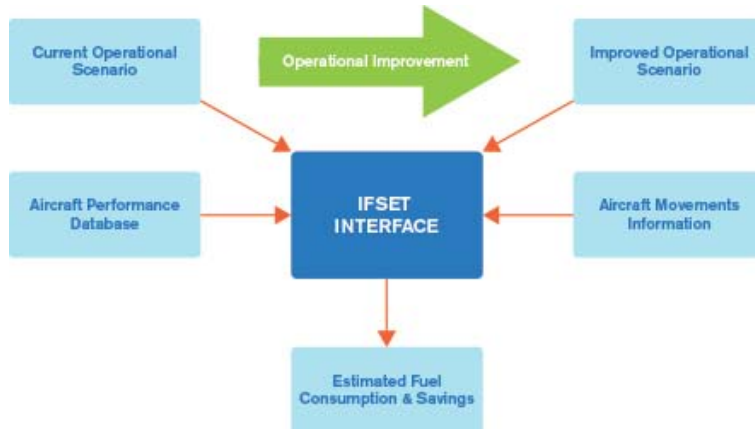 Current Operational
Scenario
Operational Improvement
Improved Operational
Scenario
Aircraft Performance
Database
IFSET
INTERFACE
Aircraft Movements
Information
Estimated Fuel
Consumption & Savings